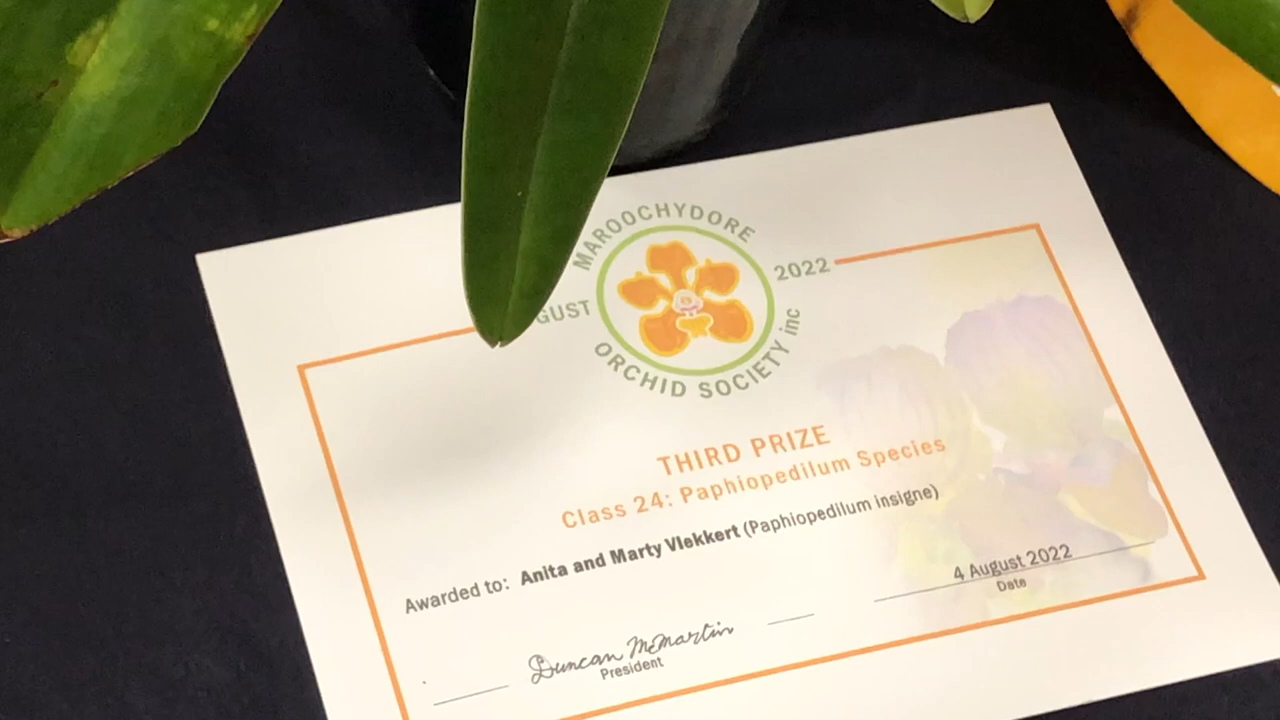 MAROOCHYDORE
GUST 2022
ORCHID SOCIETY inc
THIRD PRIZE
Class 24: Paphiopedilum Species
Awarded to: Anita and Marty Vlekkert (Paphiopedilum insigne)
4 August 2022
Date
Duncan McMartin
President